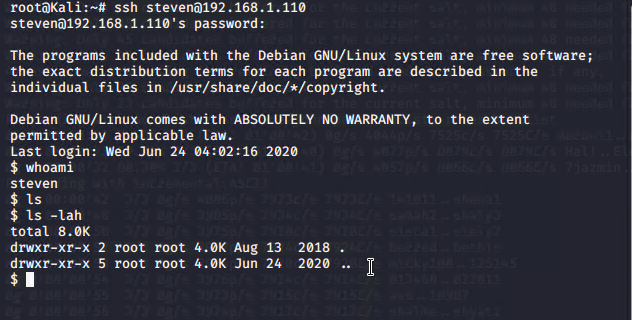 root@Kali:~# ssh steven@192.168.1.110
steven@192.168.1.110's password:

The programs included with the Debian GNU/Linux system are free software;
the exact distribution terms for each program are described in the
individual files in /usr/share/doc/*/copyright.

Debian GNU/Linux comes with ABSOLUTELY NO WARRANTY, to the extent
permitted by applicable law.
Last login: Wed Jun 24 04:02:16 2020
$ whoami
steven
$ ls
$ ls -lah
total 8.0K
drwxr-xr-x 2 root root 4.0K Aug 13  2018 .
drwxr-xr-x 5 root root 4.0K Jun 24  2020 ..
$